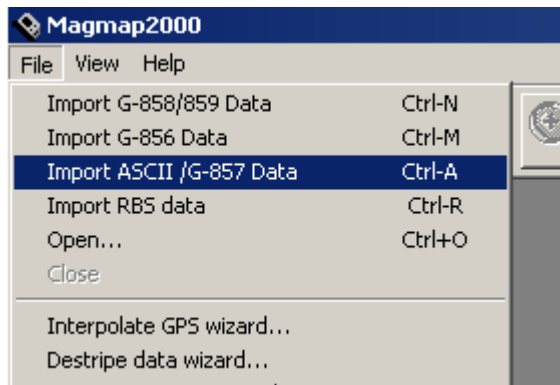 Magmap2000
File View Help
Import G-858/859 Data Ctrl-N
Import G-856 Data Ctrl-M
Import ASCII /G-857 Data Ctrl-A
Import RBS data Ctrl-R
Open... Ctrl+O
Close
Interpolate GPS wizard...
Destripe data wizard...